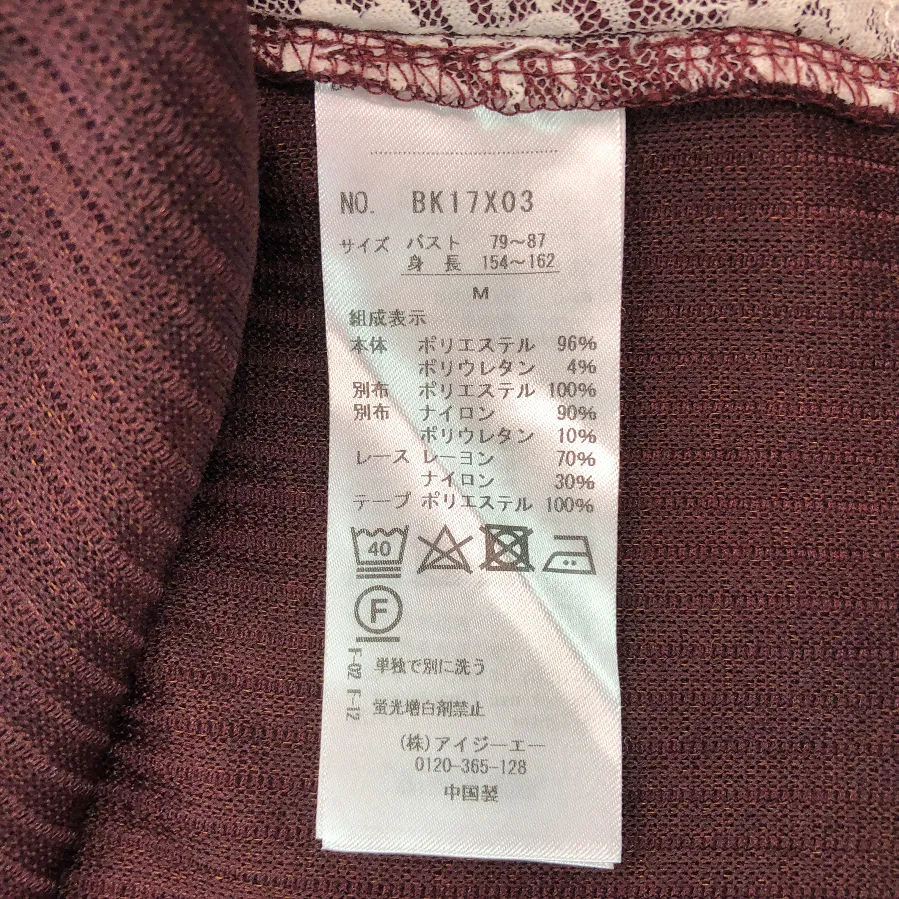 NO. BK17X03
サイズ バスト 79～87
身長 154～162
M
組成表示
本体 ポリエステル 96%
ポリウレタン 4%
別布 ポリエステル 100%
別布 ナイロン 90%
ポリウレタン 10%
レース レーヨン 70%
ナイロン 30%
テープ ポリエステル 100%
40
F
F-02 F-12
単独で別に洗う
蛍光増白剤禁止
(株)アイジーエー
0120-365-128
中国製